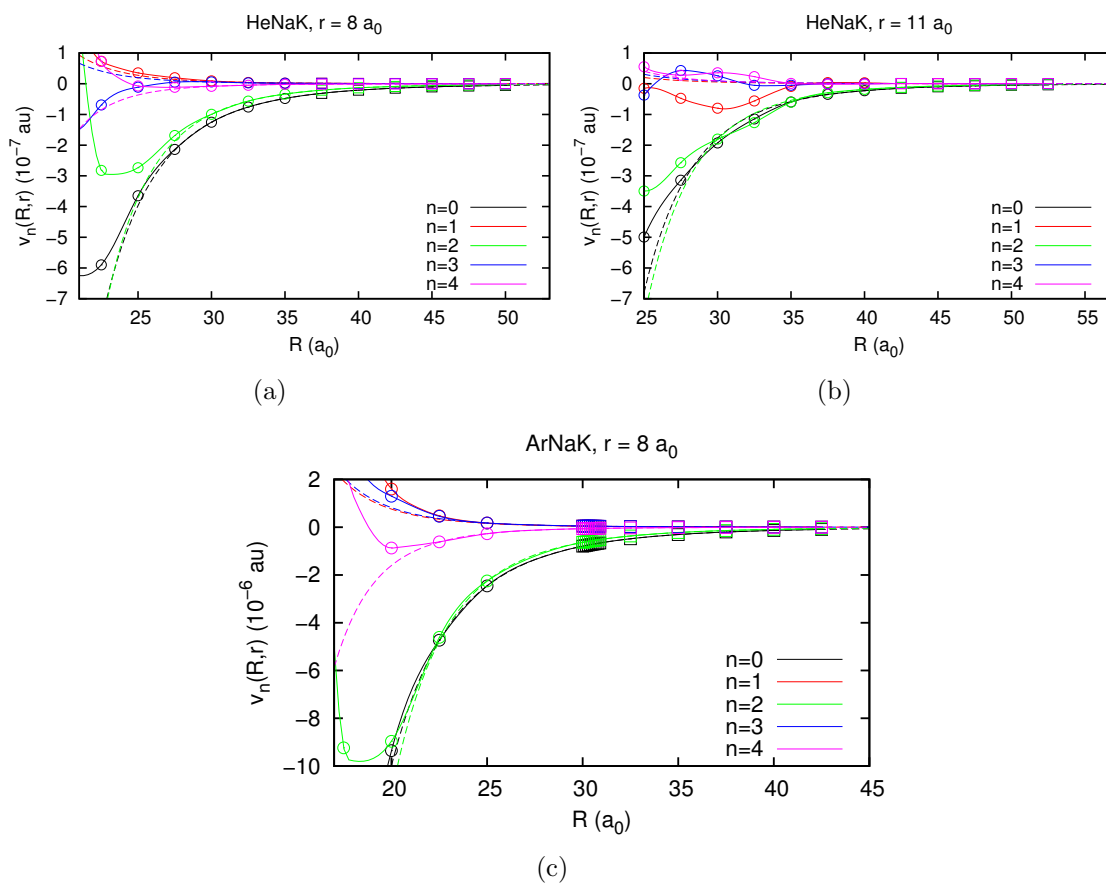 HeNaK, r = 8 a0
1
0
−1
−2
−3
−4
−5
−6
−7
25 30 35 40 45 50
vn(R,r) (10−7 au)
R (a0)
n=0
n=1
n=2
n=3
n=4
(a)
HeNaK, r = 11 a0
1
0
−1
−2
−3
−4
−5
−6
−7
25 30 35 40 45 50 55
vn(R,r) (10−7 au)
R (a0)
n=0
n=1
n=2
n=3
n=4
(b)
ArNaK, r = 8 a0
2
0
−2
−4
−6
−8
−10
20 25 30 35 40 45
vn(R,r) (10−6 au)
R (a0)
n=0
n=1
n=2
n=3
n=4
(c)